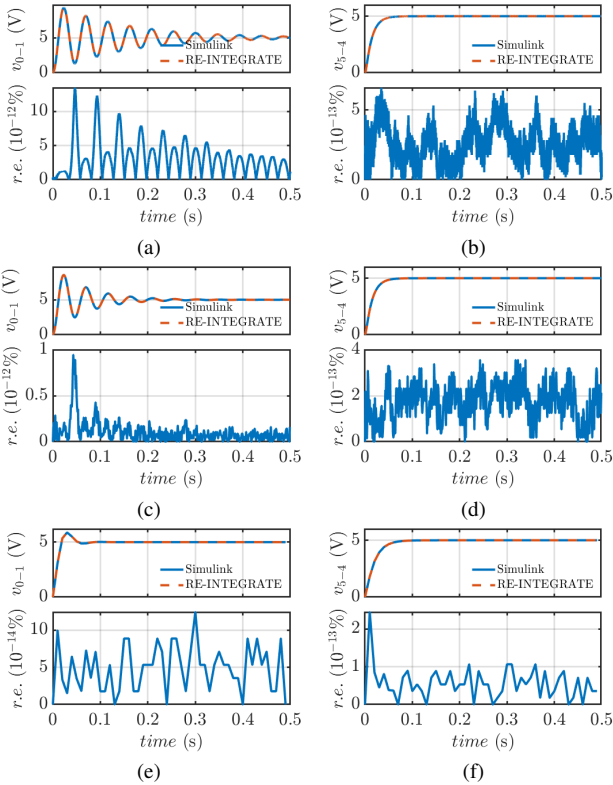 v0−1 (V)
5
0
Simulink
RE-INTEGRATE
r.e. (10−12%)
10
5
0
0 0.1 0.2 0.3 0.4 0.5
time (s)
(a)
v5−4 (V)
5
0
Simulink
RE-INTEGRATE
r.e. (10−13%)
5
0
0 0.1 0.2 0.3 0.4 0.5
time (s)
(b)
v0−1 (V)
5
0
Simulink
RE-INTEGRATE
r.e. (10−12%)
1
0.5
0
0 0.1 0.2 0.3 0.4 0.5
time (s)
(c)
v5−4 (V)
5
0
Simulink
RE-INTEGRATE
r.e. (10−13%)
4
2
0
0 0.1 0.2 0.3 0.4 0.5
time (s)
(d)
v0−1 (V)
5
0
Simulink
RE-INTEGRATE
r.e. (10−14%)
10
5
0
0 0.1 0.2 0.3 0.4 0.5
time (s)
(e)
v5−4 (V)
5
0
Simulink
RE-INTEGRATE
r.e. (10−13%)
2
1
0
0 0.1 0.2 0.3 0.4 0.5
time (s)
(f)